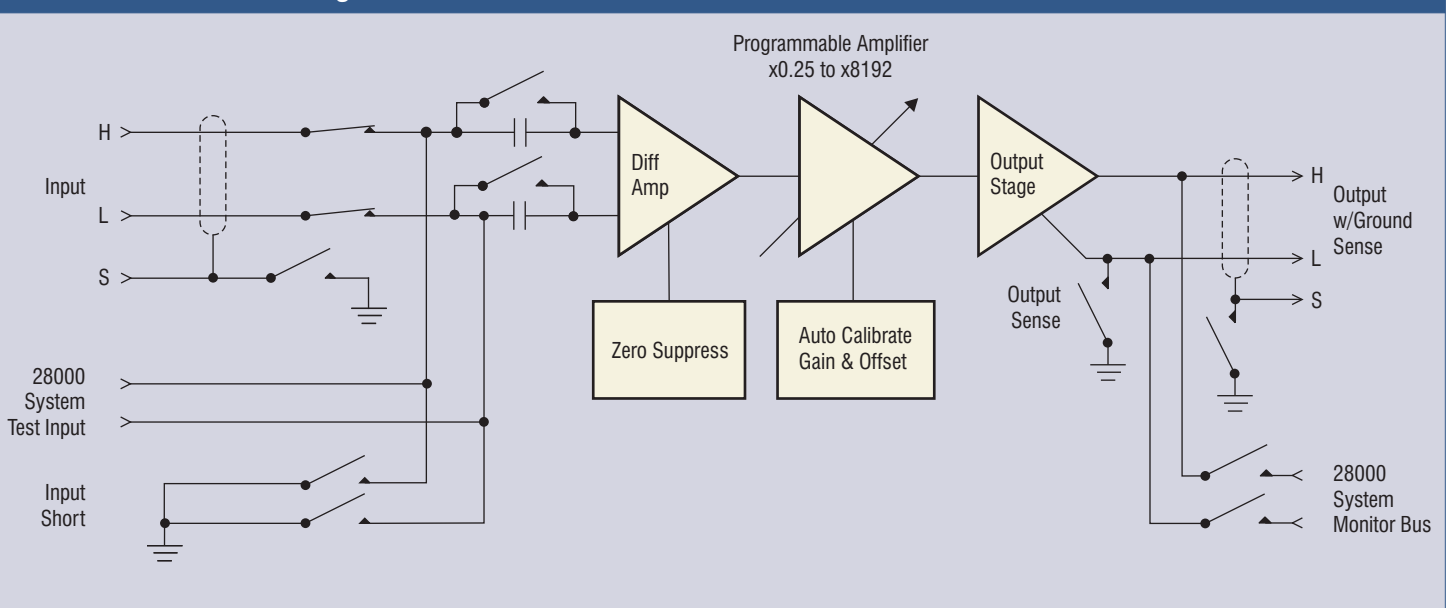 Programmable Amplifier
x0.25 to x8192
H
Input
L
S
Diff
Amp
Output
Stage
H
Output
w/Ground
Sense
L
S
Output
Sense
Zero Suppress
Auto Calibrate
Gain & Offset
28000
System
Test Input
Input
Short
28000
System
Monitor Bus